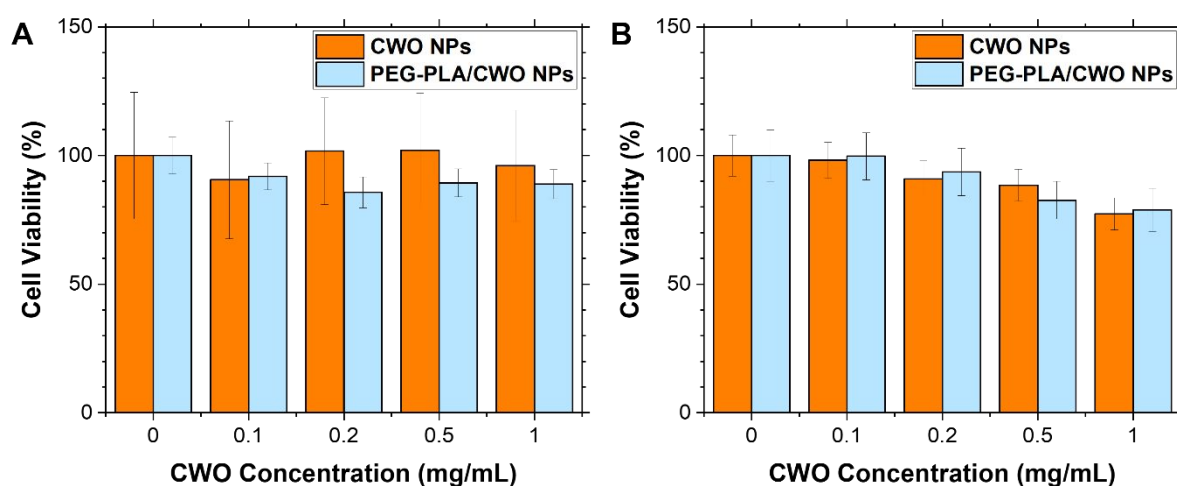 A
150
100
50
0
Cell Viability (%)
CWO NPs
PEG-PLA/CWO NPs
0 0.1 0.2 0.5 1
CWO Concentration (mg/mL)
B
150
100
50
0
Cell Viability (%)
CWO NPs
PEG-PLA/CWO NPs
0 0.1 0.2 0.5 1
CWO Concentration (mg/mL)